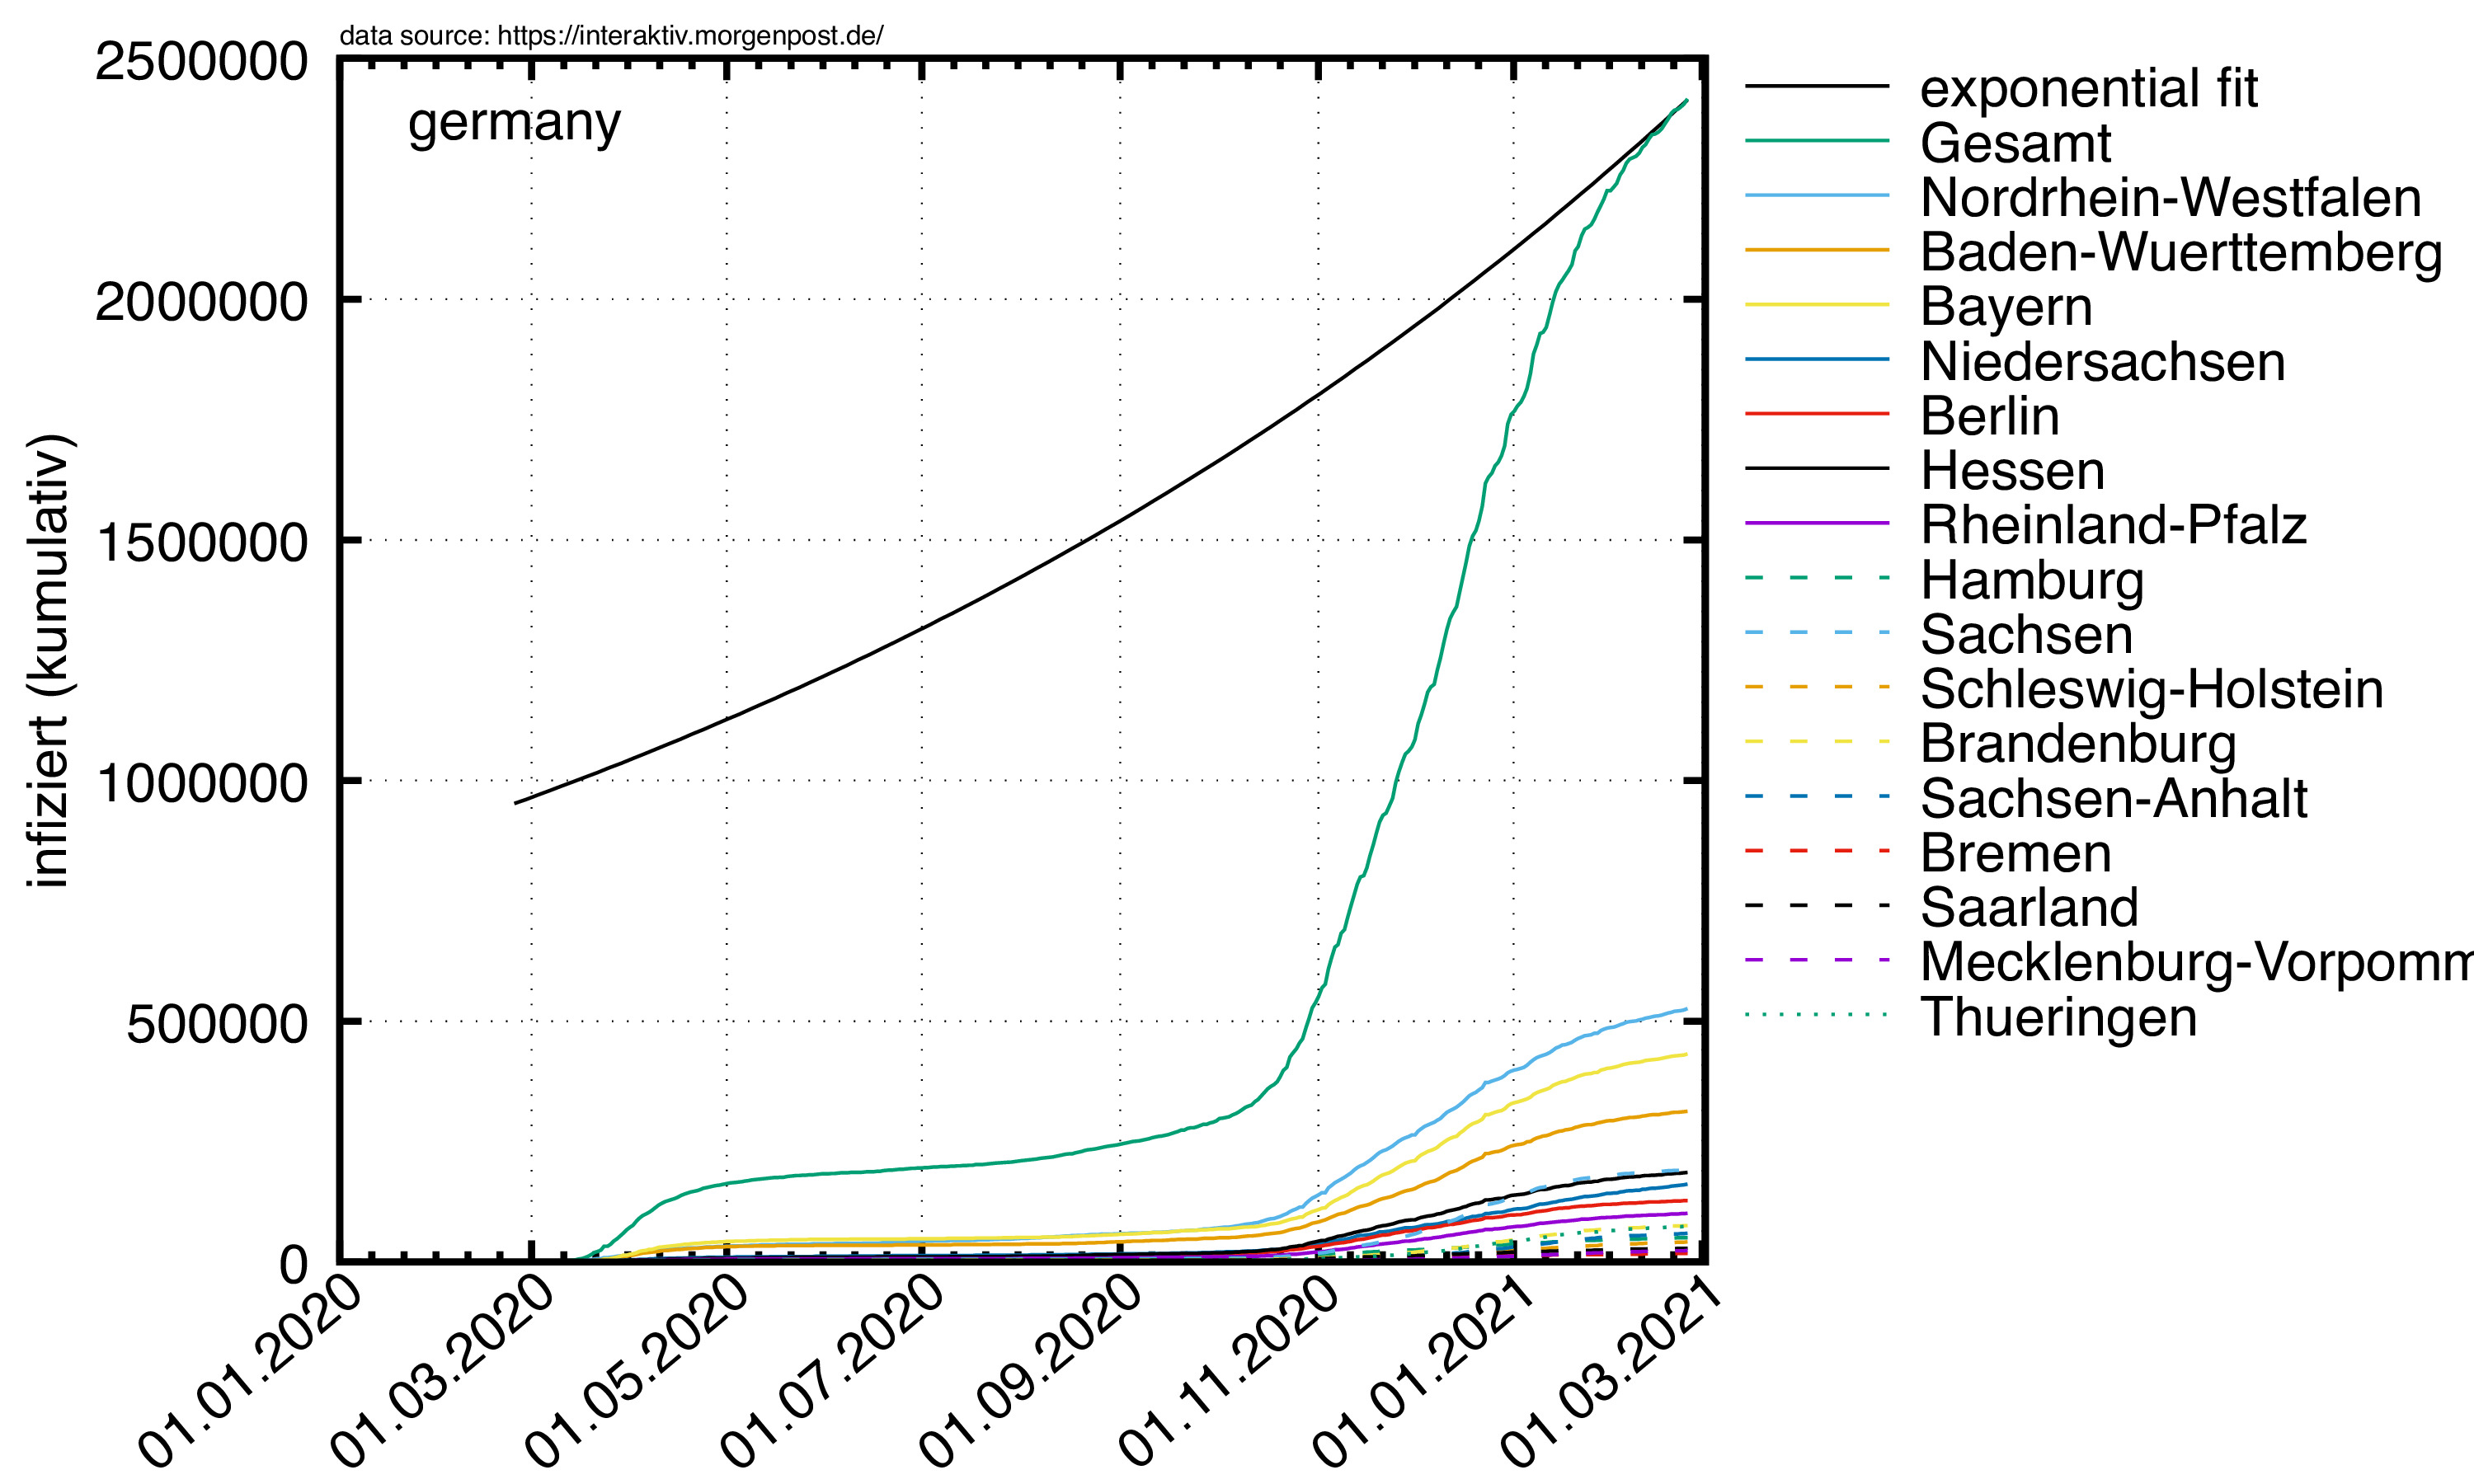 data source: https://interaktiv.morgenpost.de/
germany
infiziert (kumulativ)
2500000
2000000
1500000
1000000
500000
0
01.01.2020
01.03.2020
01.05.2020
01.07.2020
01.09.2020
01.11.2020
01.01.2021
01.03.2021
exponential fit
Gesamt
Nordrhein-Westfalen
Baden-Wuerttemberg
Bayern
Niedersachsen
Berlin
Hessen
Rheinland-Pfalz
Hamburg
Sachsen
Schleswig-Holstein
Brandenburg
Sachsen-Anhalt
Bremen
Saarland
Mecklenburg-Vorpomm
Thueringen